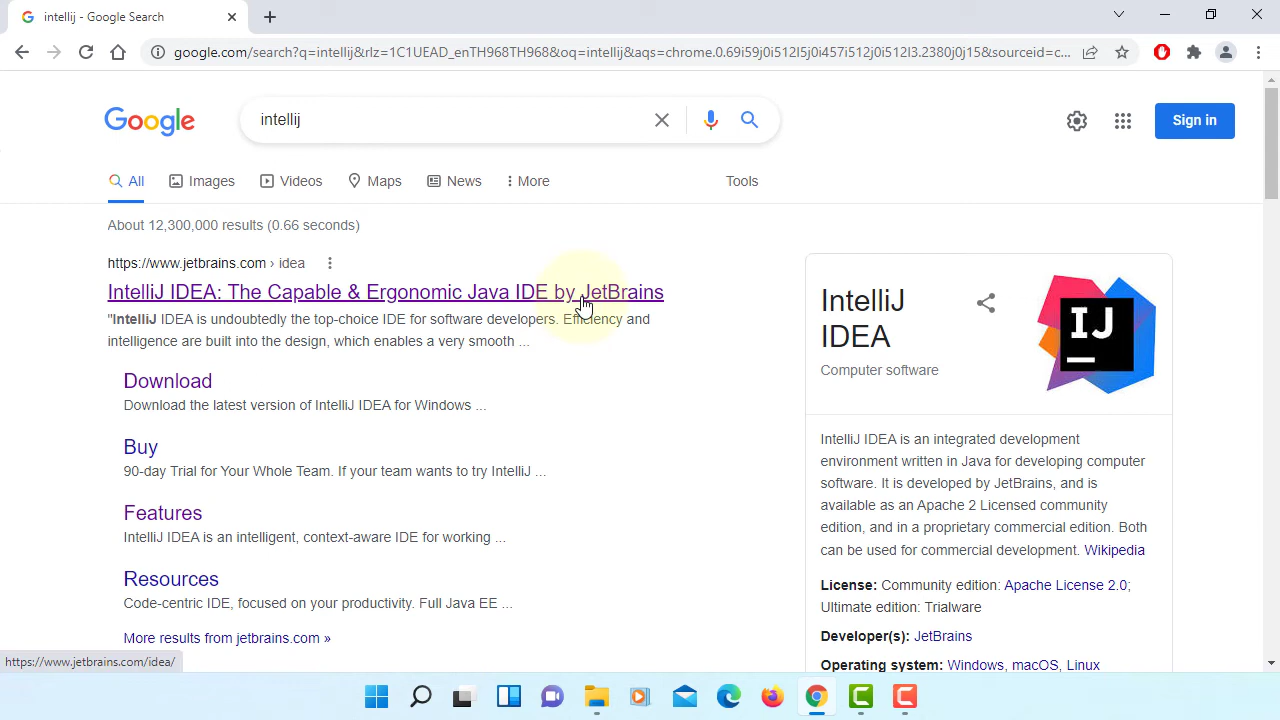 intellij - Google Search
google.com/search?q=intellij&rlz=1C1UEAD_enTH968TH968&oq=intellij&aqs=chrome.0.69i59j0i512l5j0i457i512j0i512l3.2380j0j15&sourceid=c...
Google
intellij
Sign in
All
Images
Videos
Maps
News
More
Tools
About 12,300,000 results (0.66 seconds)
https://www.jetbrains.com › idea
IntelliJ IDEA: The Capable & Ergonomic Java IDE by JetBrains
"IntelliJ IDEA is undoubtedly the top-choice IDE for software developers. Efficiency and
intelligence are built into the design, which enables a very smooth ...
Download
Download the latest version of IntelliJ IDEA for Windows ...
Buy
90-day Trial for Your Whole Team. If your team wants to try IntelliJ ...
Features
IntelliJ IDEA is an intelligent, context-aware IDE for working ...
Resources
Code-centric IDE, focused on your productivity. Full Java EE ...
More results from jetbrains.com »
IntelliJ
IDEA
Computer software
IJ
IntelliJ IDEA is an integrated development
environment written in Java for developing computer
software. It is developed by JetBrains, and is
available as an Apache 2 Licensed community
edition, and in a proprietary commercial edition. Both
can be used for commercial development. Wikipedia
License: Community edition: Apache License 2.0;
Ultimate edition: Trialware
Developer(s): JetBrains
Operating system: Windows, macOS, Linux
https://www.jetbrains.com/idea/